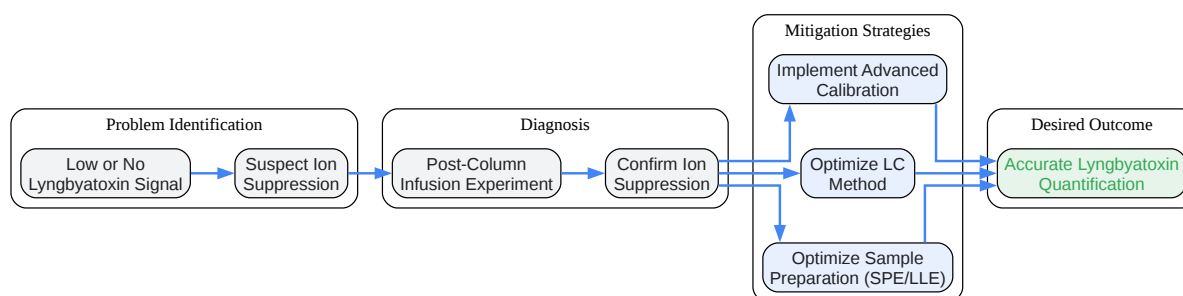 Problem Identification
Low or No
Lyngbyatoxin Signal
Suspect Ion
Suppression
Diagnosis
Post-Column
Infusion Experiment
Confirm Ion
Suppression
Mitigation Strategies
Implement Advanced
Calibration
Optimize LC
Method
Optimize Sample
Preparation (SPE/LLE)
Desired Outcome
Accurate Lyngbyatoxin
Quantification